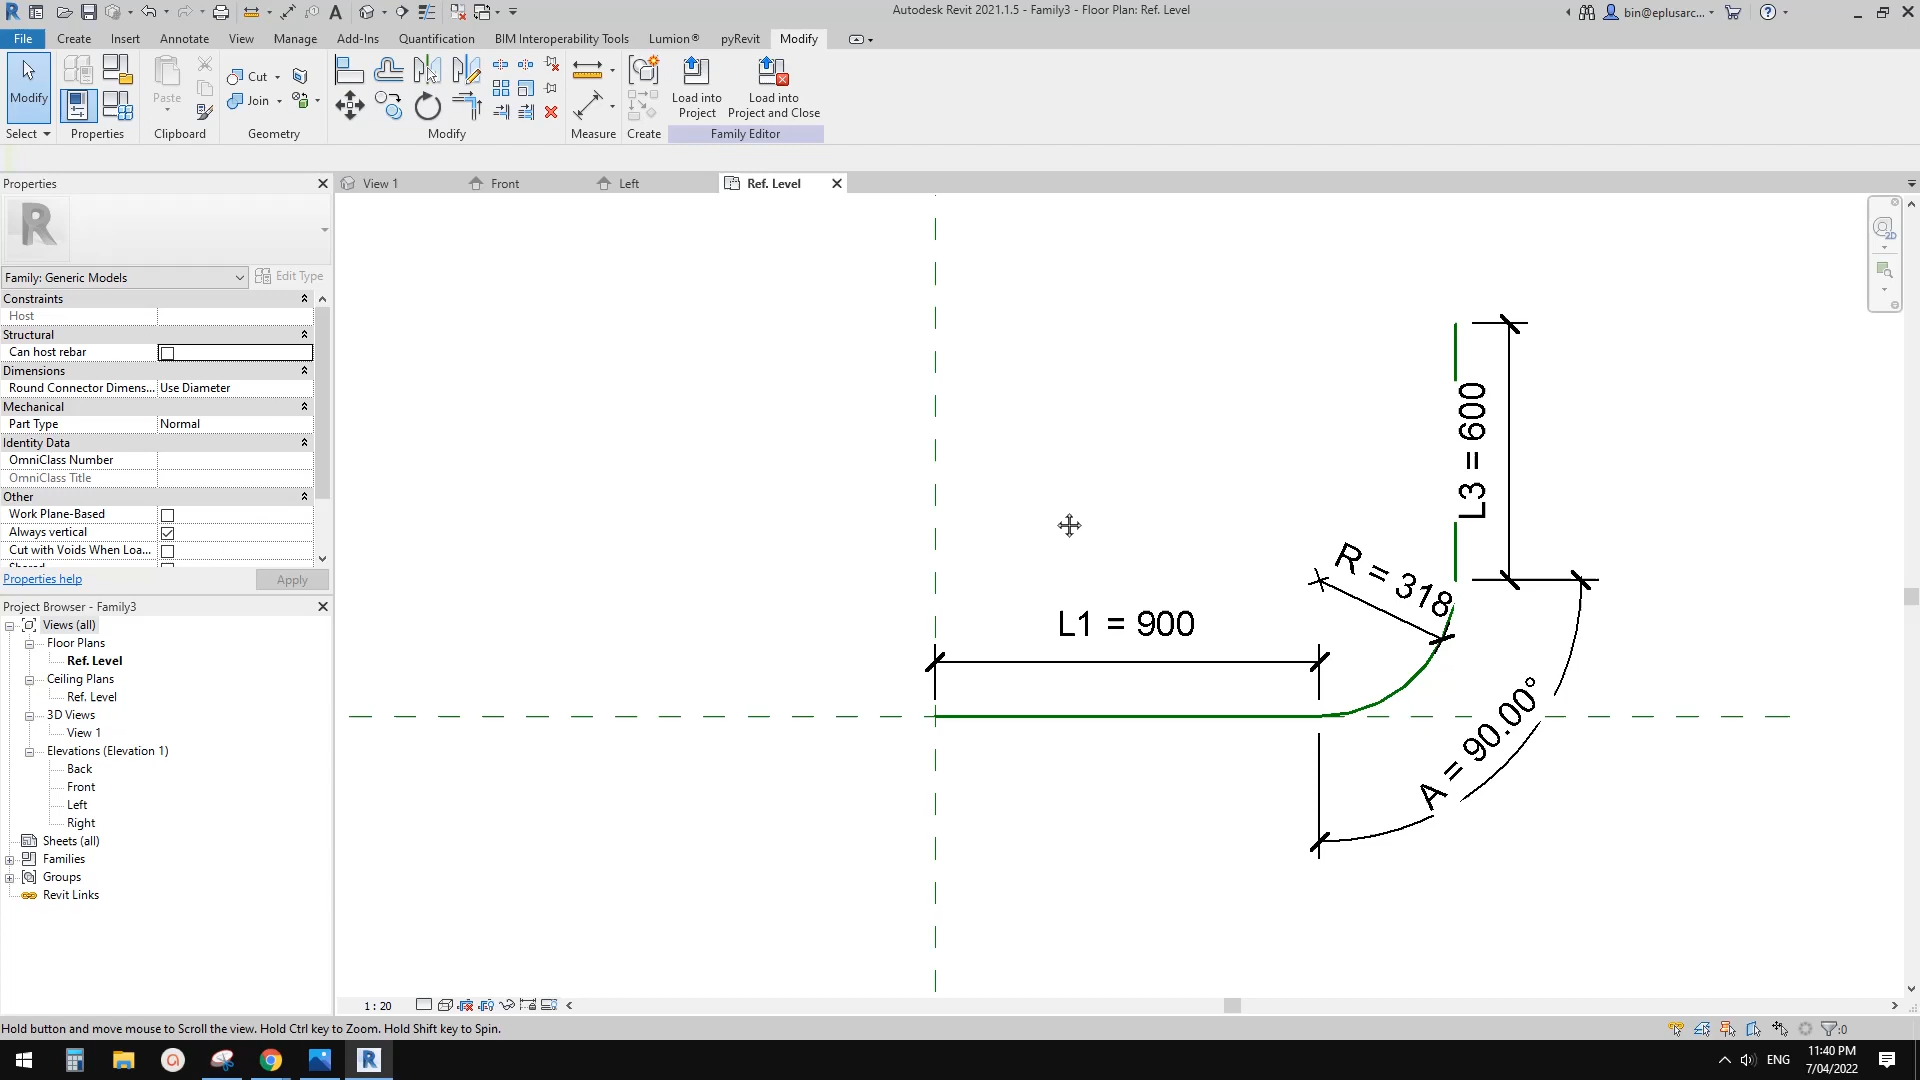 Autodesk Revit 2021.1.5 - Family3 - Floor Plan: Ref. Level
bin@eplusarc...
File Create Insert Annotate View Manage Add-Ins Quantification BIM Interoperability Tools Lumion® pyRevit Modify
Modify
Paste
Cut
Join
Load into Project
Load into Project and Close
Select Properties Clipboard Geometry Modify Measure Create Family Editor
Properties
View 1
Front
Left
Ref. Level
R
Family: Generic Models
Edit Type
Constraints
Host
Structural
Can host rebar
Dimensions
Round Connector Dimens... Use Diameter
Mechanical
Part Type Normal
Identity Data
OmniClass Number
OmniClass Title
Other
Work Plane-Based
Always vertical
Cut with Voids When Loa...
Shared
Properties help
Apply
Project Browser - Family3
Views (all)
Floor Plans
Ref. Level
Ceiling Plans
Ref. Level
3D Views
View 1
Elevations (Elevation 1)
Back
Front
Left
Right
Sheets (all)
Families
Groups
Revit Links
L3 = 600
R = 318
L1 = 900
A = 90.00°
2D
1 : 20
Hold button and move mouse to Scroll the view. Hold Ctrl key to Zoom. Hold Shift key to Spin.
:0
ENG
11:40 PM
7/04/2022